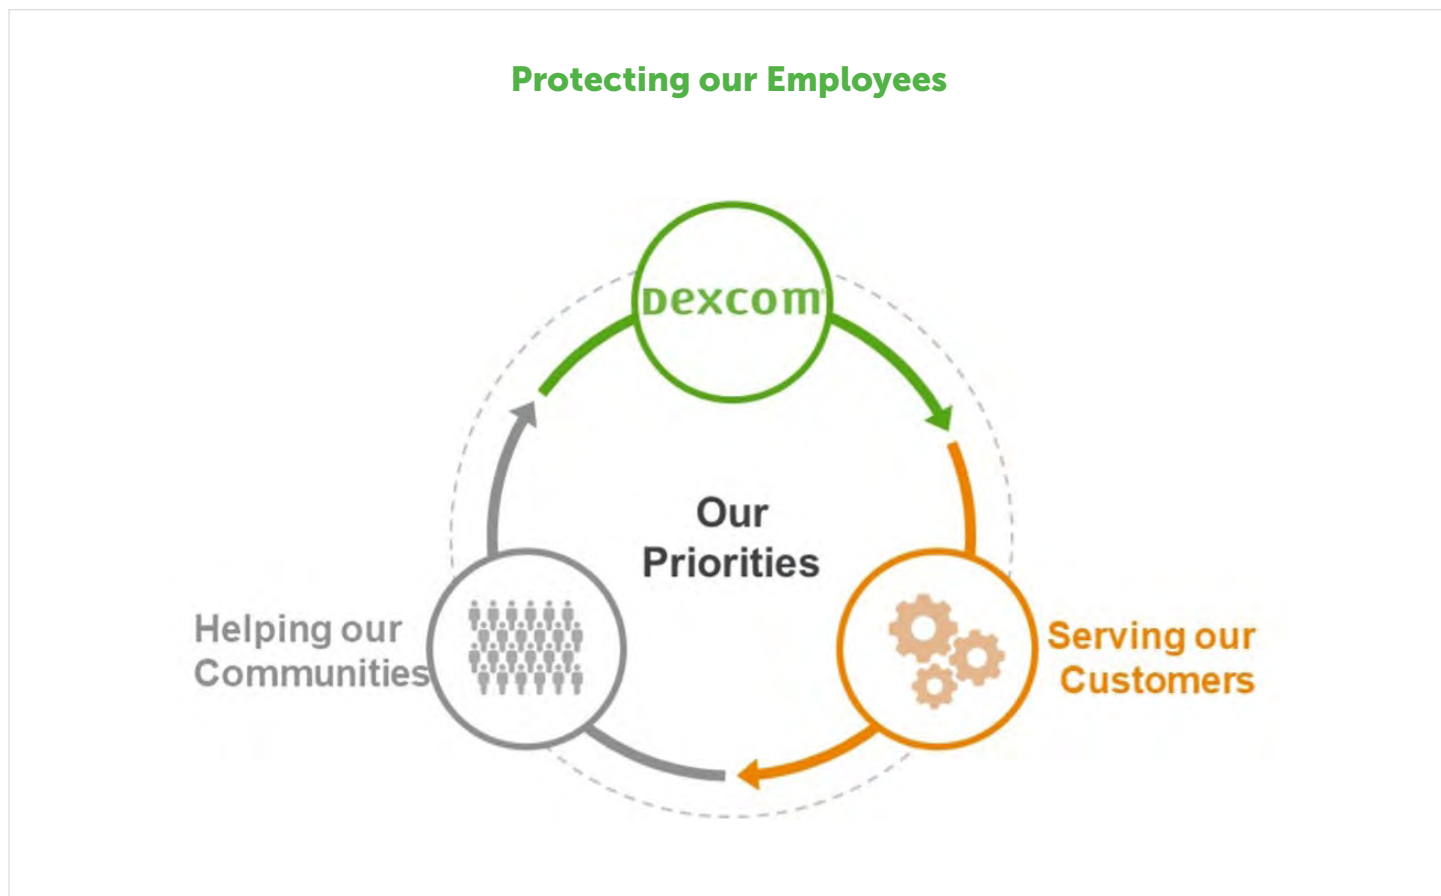 Protecting our Employees
Dexcom
Our
Priorities
Helping our
Communities
Serving our
Customers